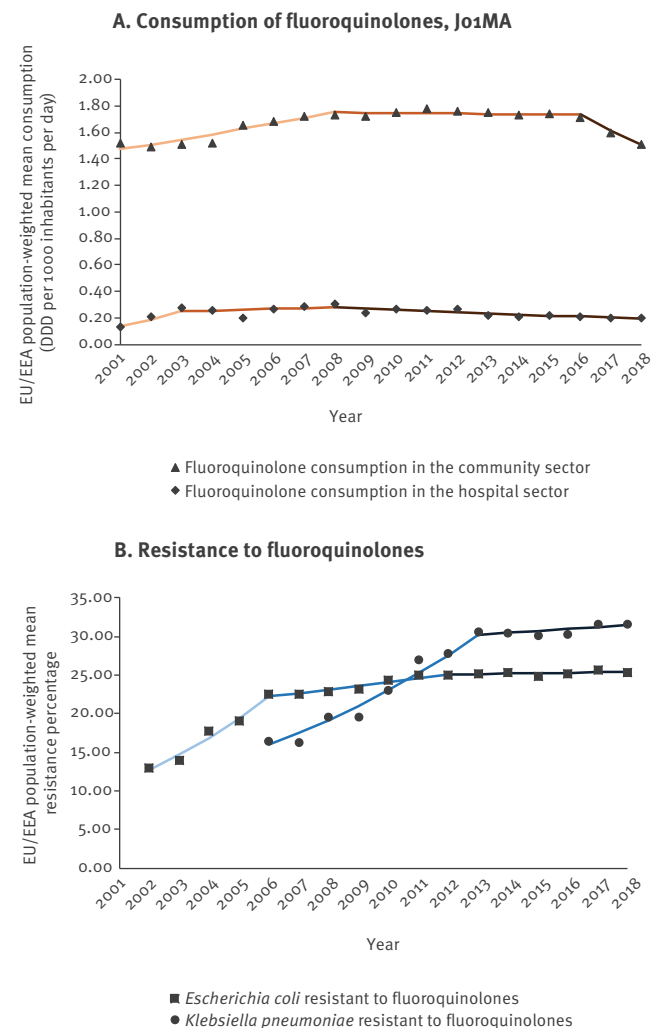 A. Consumption of fluoroquinolones, J01MA
EU/EEA population-weighted mean consumption
(DDD per 1000 inhabitants per day)
2.00
1.80
1.60
1.40
1.20
1.00
0.80
0.60
0.40
0.20
0.00
2001 2002 2003 2004 2005 2006 2007 2008 2009 2010 2011 2012 2013 2014 2015 2016 2017 2018
Year
Fluoroquinolone consumption in the community sector
Fluoroquinolone consumption in the hospital sector
B. Resistance to fluoroquinolones
EU/EEA population-weighted mean
resistance percentage
35.00
30.00
25.00
20.00
15.00
10.00
5.00
0.00
2001 2002 2003 2004 2005 2006 2007 2008 2009 2010 2011 2012 2013 2014 2015 2016 2017 2018
Year
Escherichia coli resistant to fluoroquinolones
Klebsiella pneumoniae resistant to fluoroquinolones